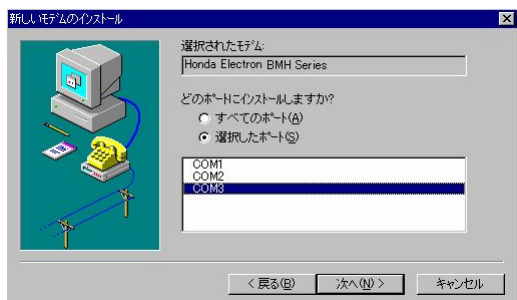 新しいモデムのインストール
選択されたモデム:
Honda Electron BMH Series
どのポートにインストールしますか?
すべてのポート(A)
選択したポート(S)
COM1
COM2
COM3
< 戻る(B)
次へ(N) >
キャンセル